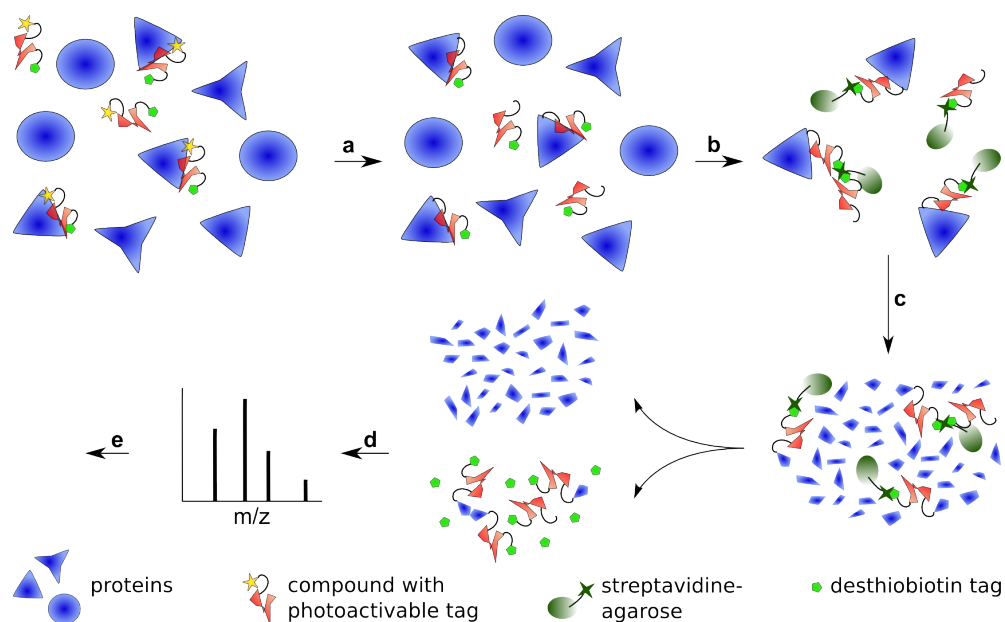 a
b
c
d
e
m/z
proteins
compound with
photoactivable tag
streptavidine-
agarose
desthiobiotin tag